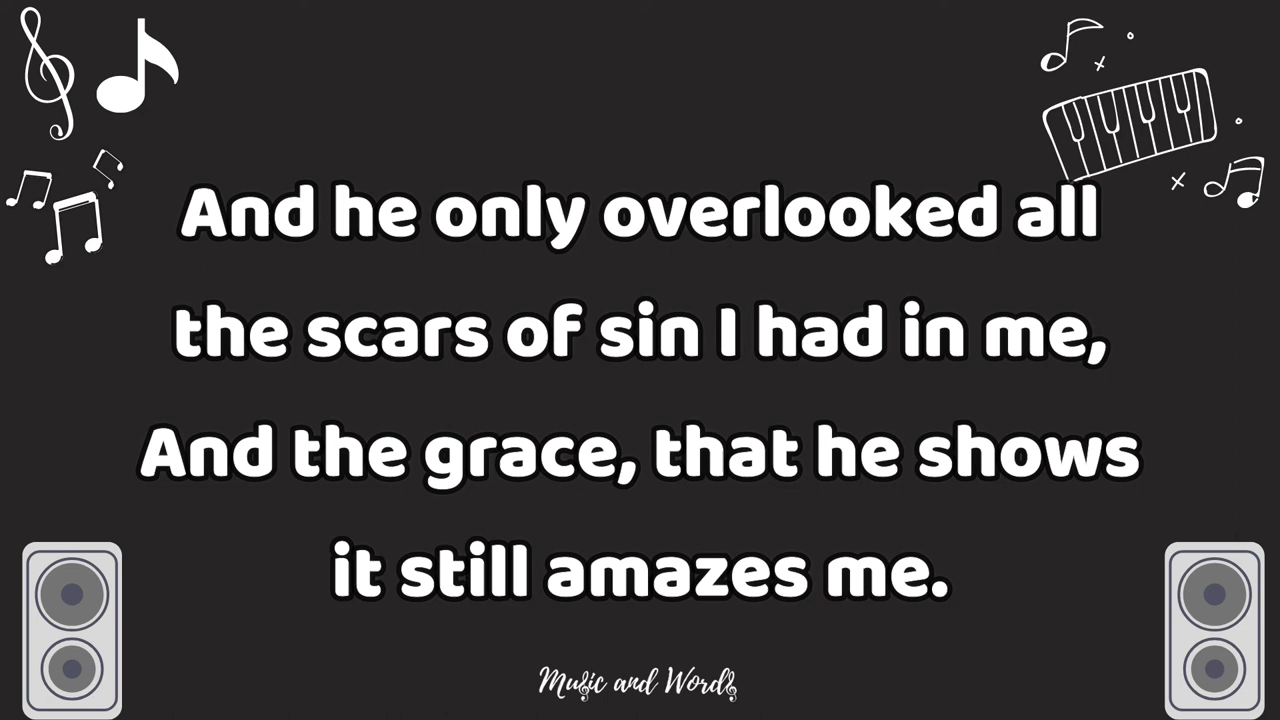 And he only overlooked all
the scars of sin I had in me,
And the grace, that he shows
it still amazes me.
Music and Words